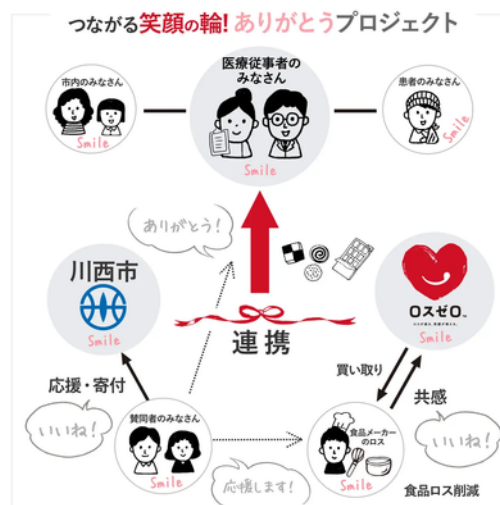 つながる笑顔の輪!ありがとうプロジェクト
医療従事者の
みなさん
Smile
市内のみなさん
Smile
患者のみなさん
Smile
ありがとう!
川西市
Smile
ロスゼロ
Smile
連携
応援・寄付
買い取り
共感
いいね!
賛同者のみなさん
Smile
応援します!
食品メーカー
のロス
Smile
いいね!
食品ロス削減